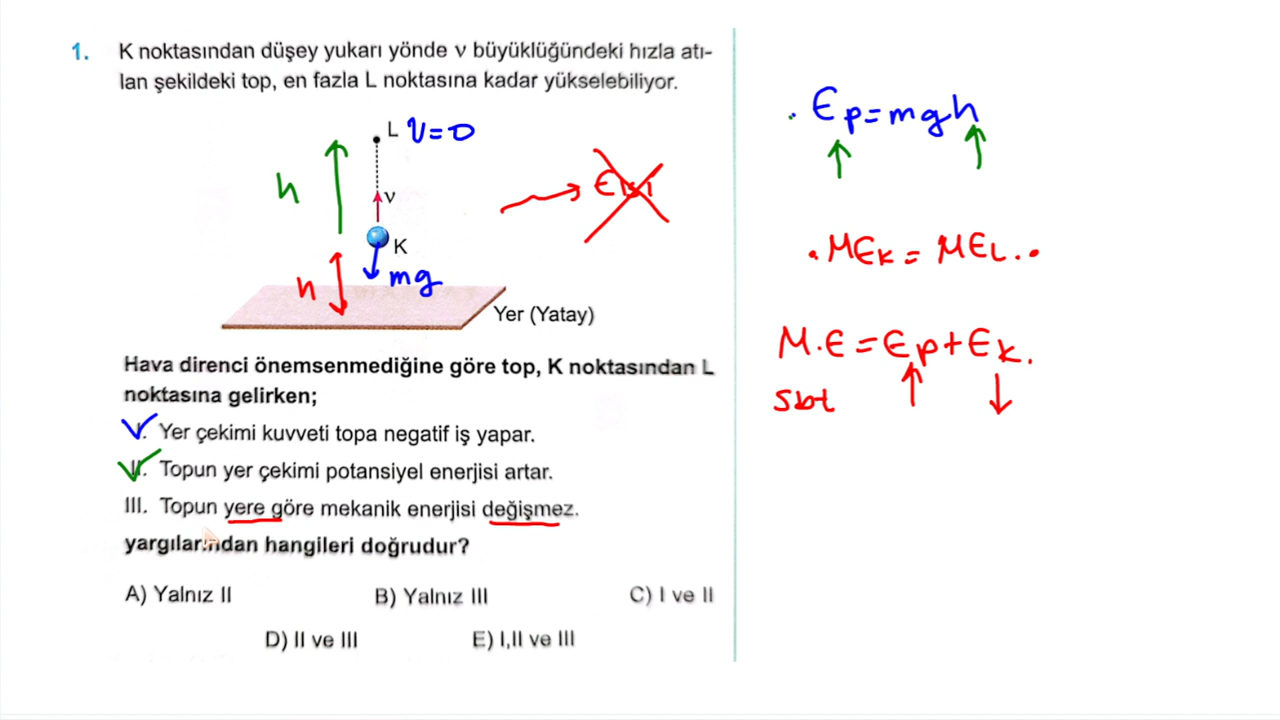 1. K noktasından düşey yukarı yönde v büyüklüğündeki hızla atı-
lan şekildeki top, en fazla L noktasına kadar yükselebiliyor.
L V=0
h
v
K
mg
h
Yer (Yatay)
Hava direnci önemsenmediğine göre top, K noktasından L
noktasına gelirken;
I. Yer çekimi kuvveti topa negatif iş yapar.
II. Topun yer çekimi potansiyel enerjisi artar.
III. Topun yere göre mekanik enerjisi değişmez.
yargılarından hangileri doğrudur?
A) Yalnız II
B) Yalnız III
C) I ve II
D) II ve III
E) I,II ve III
Ep=mgh
MEK = MEL..
M.E = Ep+Ek.
Sbt